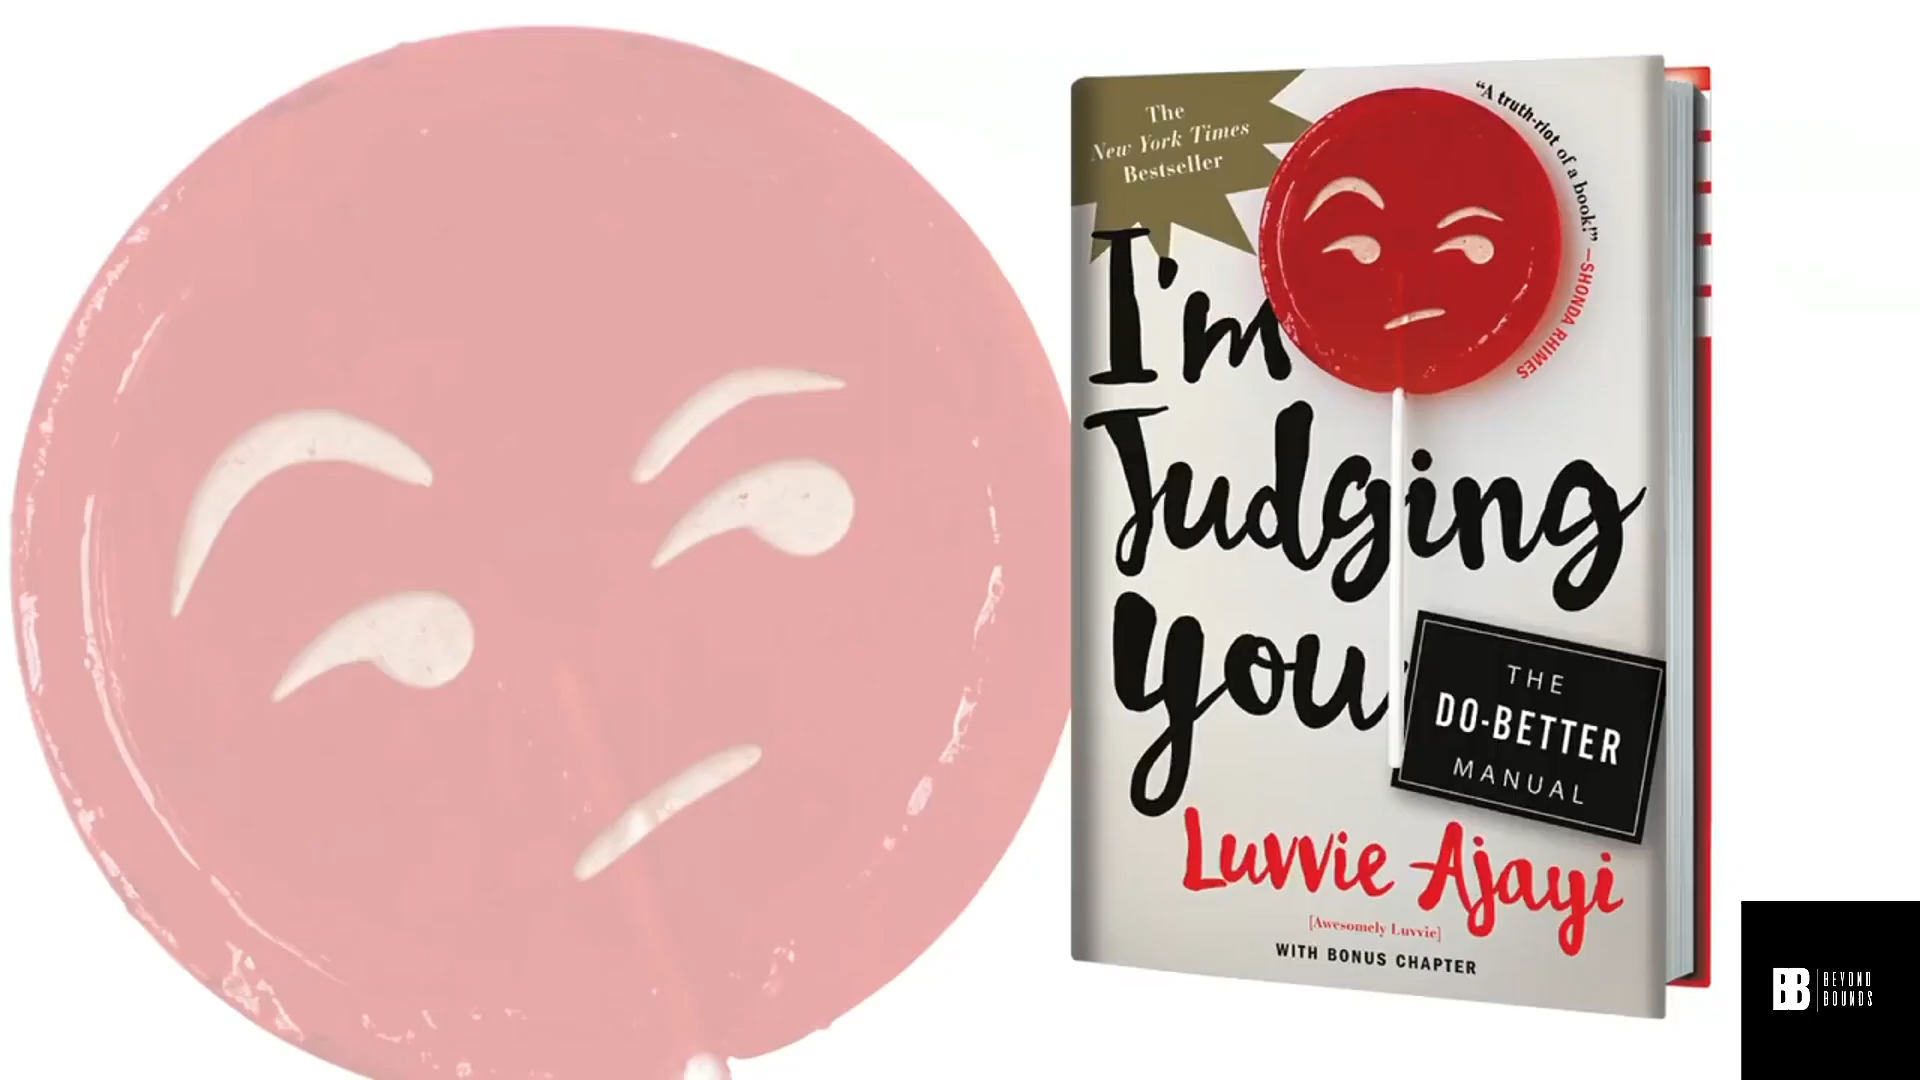 The
New York Times
Bestseller
"A truth-riot of a book!" —SHONDA RHIMES
I'm
Judging
You
THE
DO-BETTER
MANUAL
Luvvie Ajayi
[Awesomely Luvvie]
WITH BONUS CHAPTER
BB
BEYOND
BOUNDS